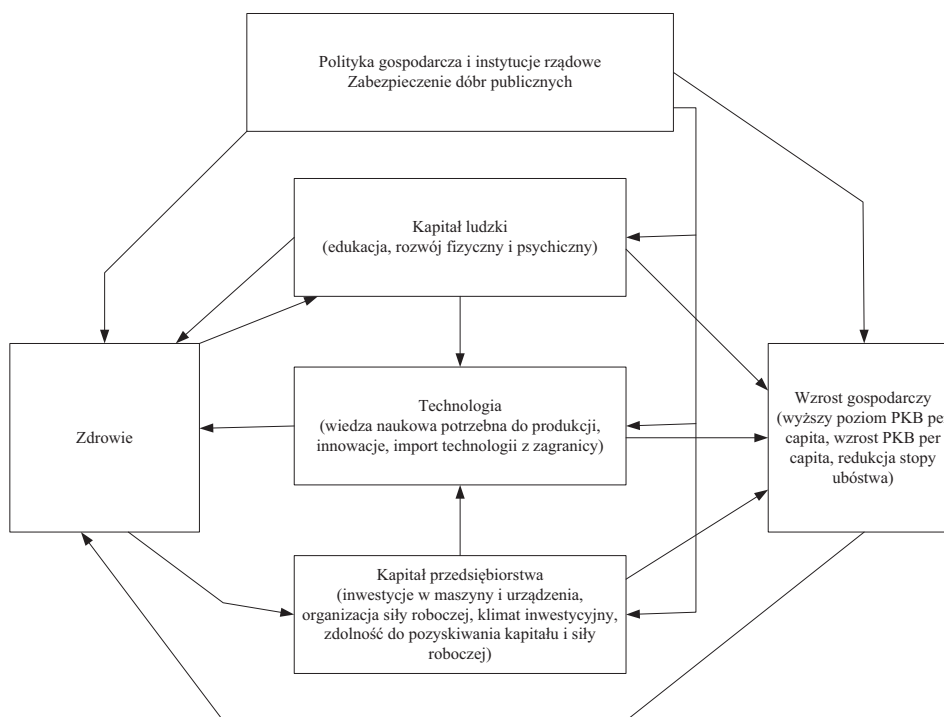 Polityka gospodarcza i instytucje rządowe
Zabezpieczenie dóbr publicznych
Kapitał ludzki
(edukacja, rozwój fizyczny i psychiczny)
Zdrowie
Technologia
(wiedza naukowa potrzebna do produkcji,
innowacje, import technologii z zagranicy)
Wzrost gospodarczy
(wyższy poziom PKB per
capita, wzrost PKB per
capita, redukcja stopy
ubóstwa)
Kapitał przedsiębiorstwa
(inwestycje w maszyny i urządzenia,
organizacja siły roboczej, klimat inwestycyjny,
zdolność do pozyskiwania kapitału i siły
roboczej)